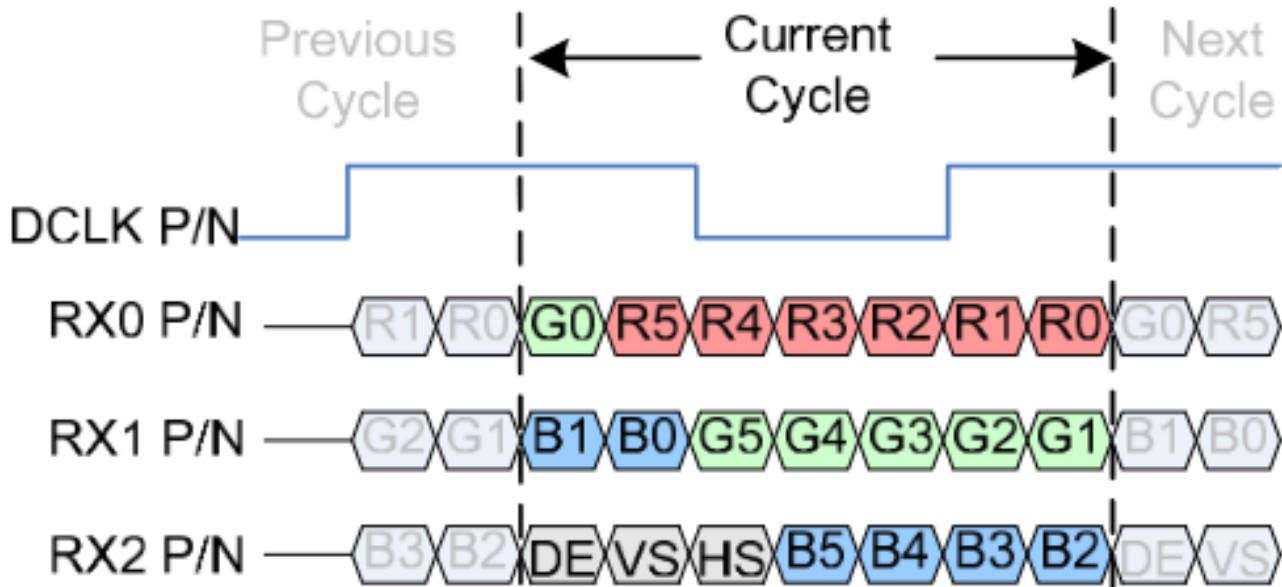 Previous Cycle
Current Cycle
Next Cycle
DCLK P/N
RX0 P/N R1 R0 G0 R5 R4 R3 R2 R1 R0 G0 R5
RX1 P/N G2 G1 B1 B0 G5 G4 G3 G2 G1 B1 B0
RX2 P/N B3 B2 DE VS HS B5 B4 B3 B2 DE VS